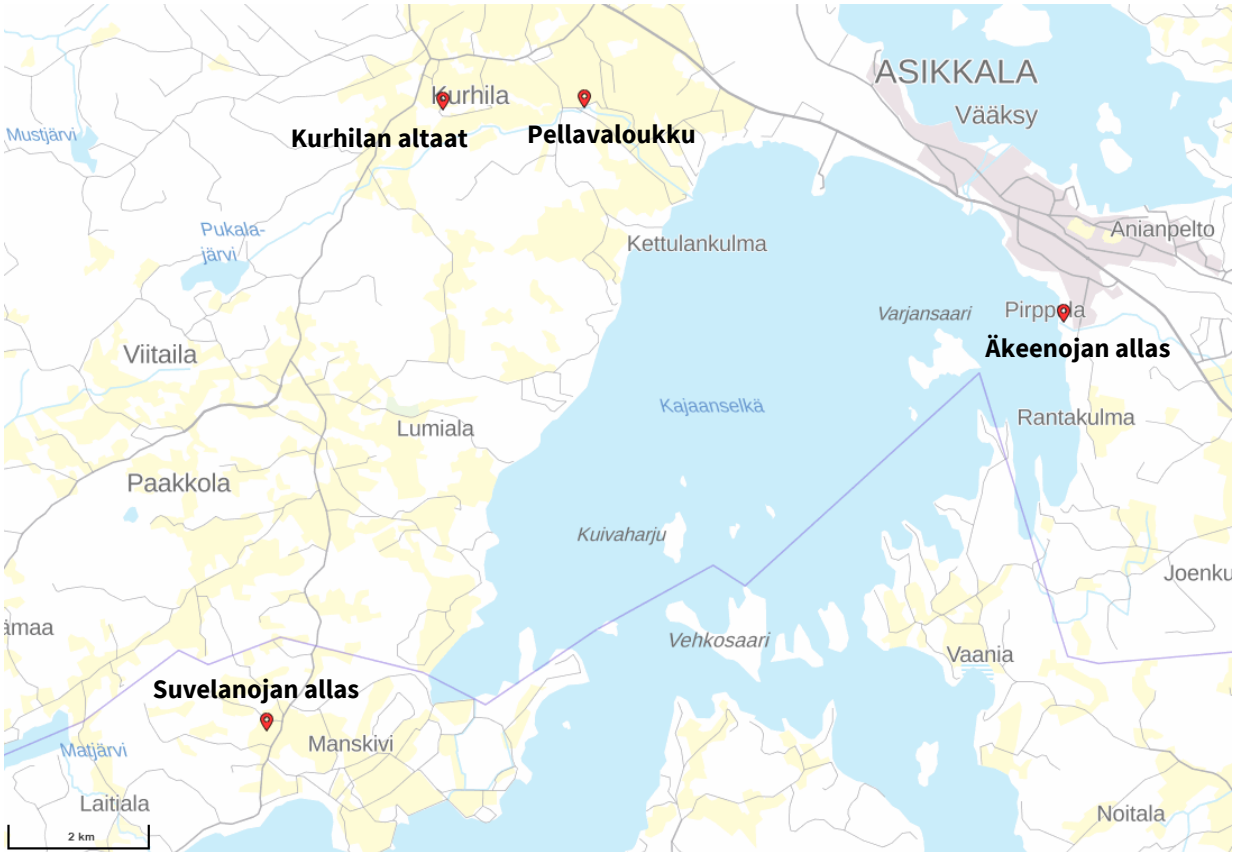 ASIKKALA
Kurhila
Vääksy
Mustjärvi
Kurhilan altaat
Pellavaloukku
Pukala-
järvi
Kettulankulma
Anianpelto
Varjansaari
Pirppola
Äkeenojan allas
Viitaila
Kajaanselkä
Rantakulma
Lumiala
Paakkola
Kuivaharju
Joenku
ämaa
Vehkosaari
Vaania
Suvelanojan allas
Manskivi
Matjärvi
Laitiala
Noitala
2 km